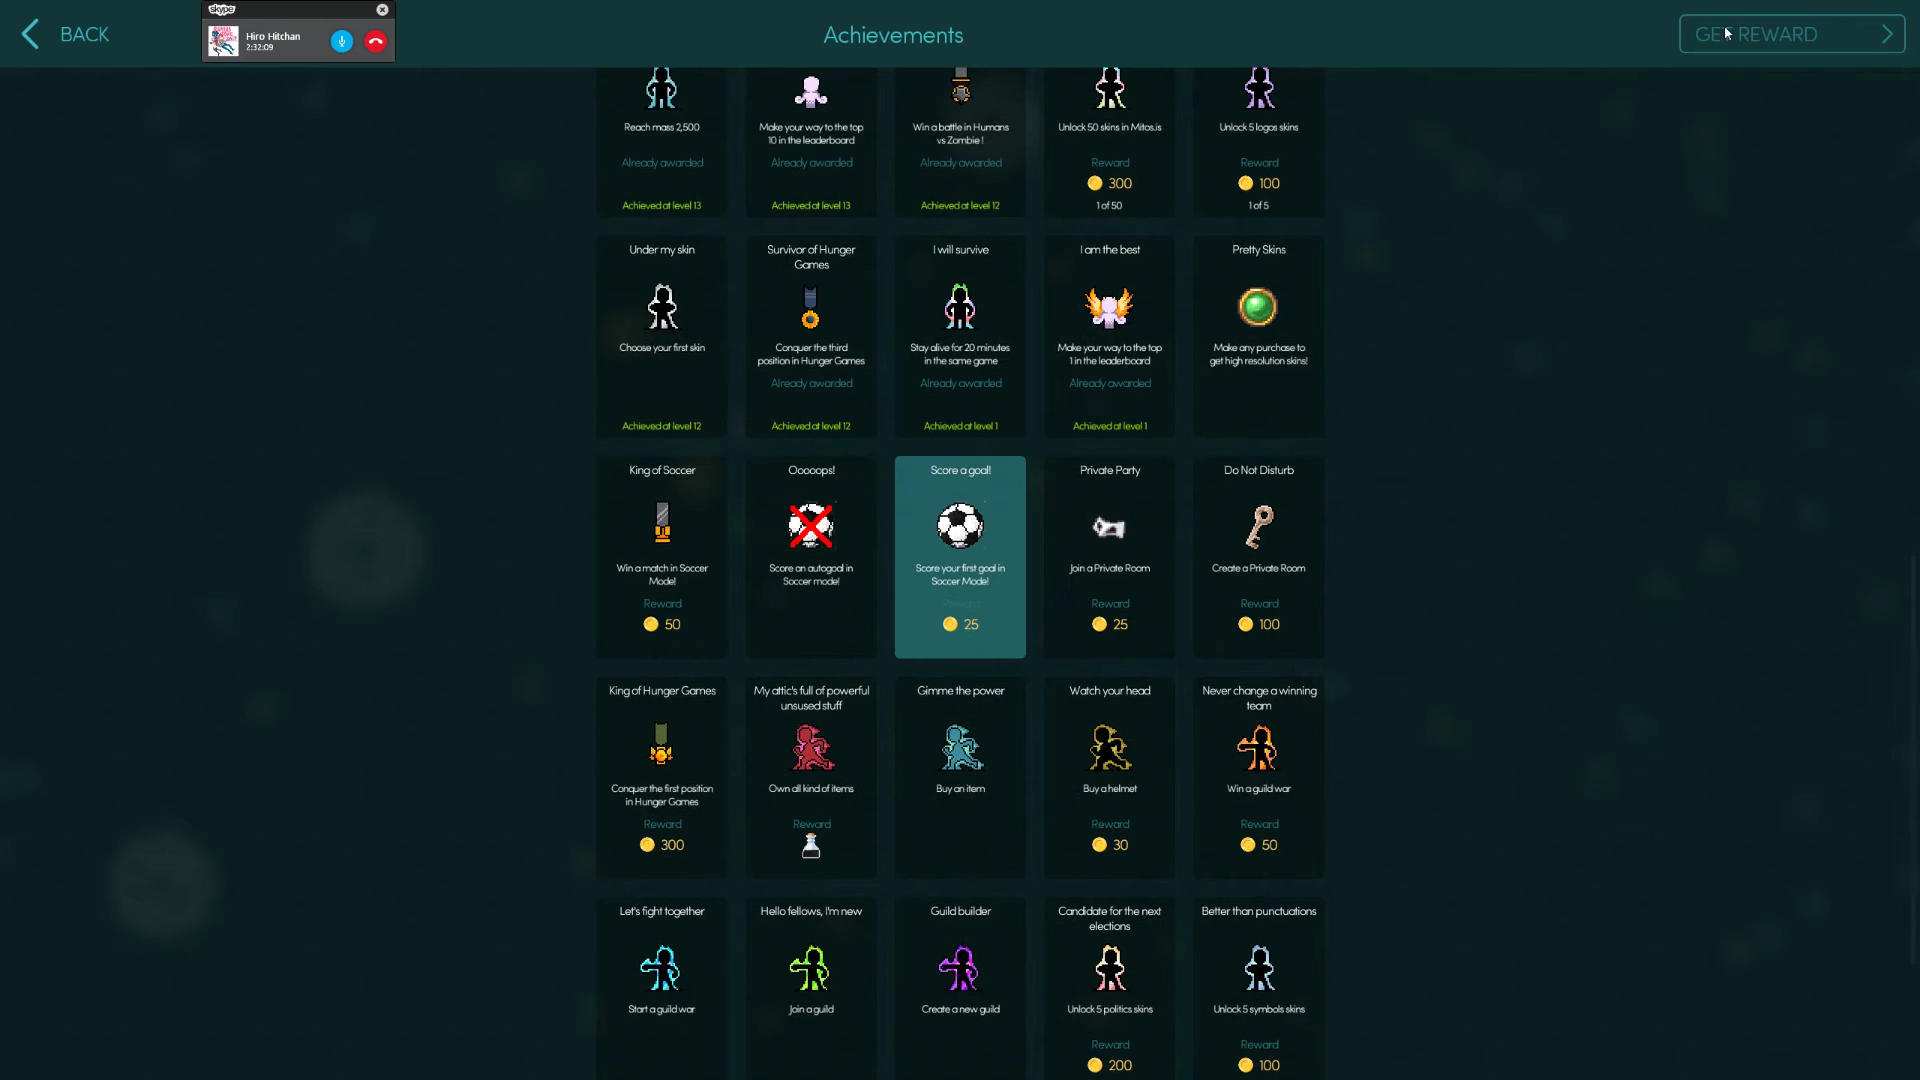 BACK
skype
Hiro Hitchan
2:32:09
Achievements
GET REWARD
Reach mass 2,500
Already awarded
Achieved at level 13
Make your way to the top
10 in the leaderboard
Already awarded
Achieved at level 13
Win a battle in Humans
vs Zombie !
Already awarded
Achieved at level 12
Unlock 50 skins in Mitos.is
Reward
300
1 of 50
Unlock 5 logos skins
Reward
100
1 of 5
Under my skin
Choose your first skin
Achieved at level 12
Survivor of Hunger
Games
Conquer the third
position in Hunger Games
Already awarded
Achieved at level 12
I will survive
Stay alive for 20 minutes
in the same game
Already awarded
Achieved at level 1
I am the best
Make your way to the top
1 in the leaderboard
Already awarded
Achieved at level 1
Pretty Skins
Make any purchase to
get high resolution skins!
King of Soccer
Win a match in Soccer
Mode!
Reward
50
Ooooops!
Score an autogoal in
Soccer mode!
Score a goal!
Score your first goal in
Soccer Mode!
Reward
25
Private Party
Join a Private Room
Reward
25
Do Not Disturb
Create a Private Room
Reward
100
King of Hunger Games
Conquer the first position
in Hunger Games
Reward
300
My attic's full of powerful
unsused stuff
Own all kind of items
Reward
Gimme the power
Buy an item
Watch your head
Buy a helmet
Reward
30
Never change a winning
team
Win a guild war
Reward
50
Let's fight together
Start a guild war
Hello fellows, I'm new
Join a guild
Guild builder
Create a new guild
Candidate for the next
elections
Unlock 5 politics skins
Reward
200
Better than punctuations
Unlock 5 symbols skins
Reward
100